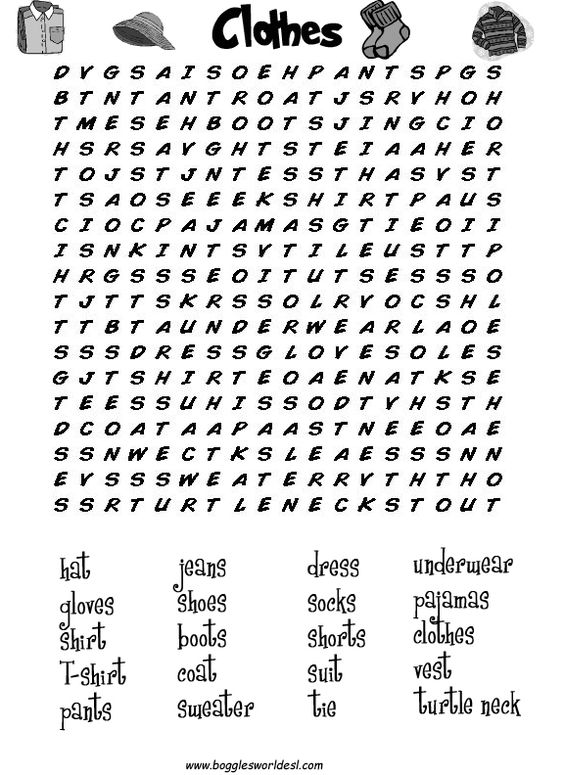 Clothes
D V G S A I S O E H P A N T S P G S
B T N T A N T R O A T J S R V H O H
T M E S E H B O O T S J I N G C I O
H S R S A V G H T S T E I A A H E R
T O J S T J N T E S S T H A S V S T
T S A O S E E E K S H I R T P A U S
C I O C P A J A M A S G T I E O I I
I S N K I N T S V T I L E U S T T P
H R G S S S E O I T U T S E S S S O
T J T T S K R S S O L R V O C S H L
T T B T A U N D E R W E A R L A O E
S S S D R E S S G L O V E S O L E S
G J T S H I R T E O A E N A T K S E
T E E S S U H I S S O D T V H S T H
D C O A T A A P A A S T N E E O A E
S S N W E C T K S L E A E S S S N N
E V S S S W E A T E R R V T H T H O
S S R T U R T L E N E C K S T O U T
hat jeans dress underwear
gloves shoes socks pajamas
shirt boots shorts clothes
T-shirt coat suit vest
pants sweater tie turtle neck
www.bogglesworldesl.com